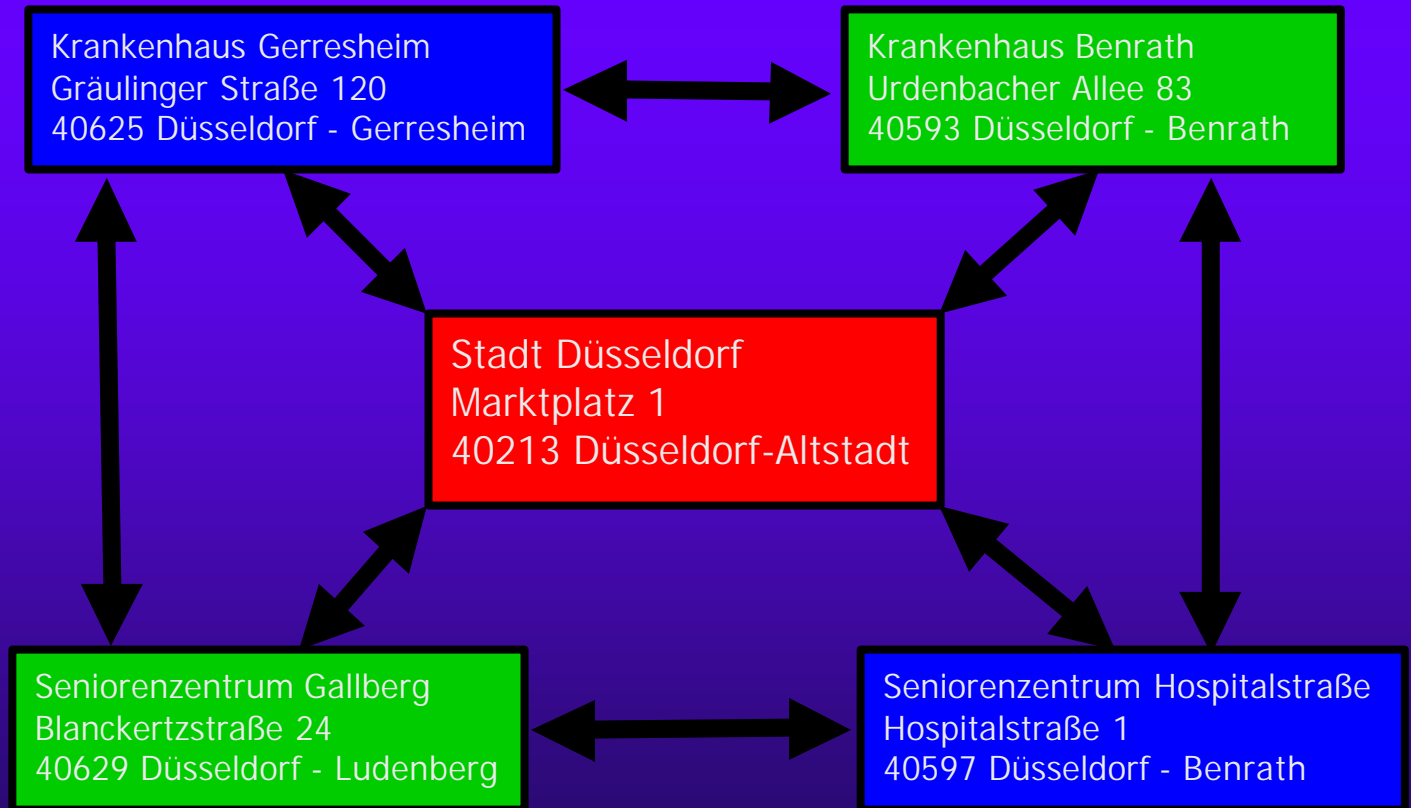 Krankenhaus Gerresheim
Gräulinger Straße 120
40625 Düsseldorf - Gerresheim
Krankenhaus Benrath
Urdenbacher Allee 83
40593 Düsseldorf - Benrath
Stadt Düsseldorf
Marktplatz 1
40213 Düsseldorf-Altstadt
Seniorenzentrum Gallberg
Blanckertzstraße 24
40629 Düsseldorf - Ludenberg
Seniorenzentrum Hospitalstraße
Hospitalstraße 1
40597 Düsseldorf - Benrath